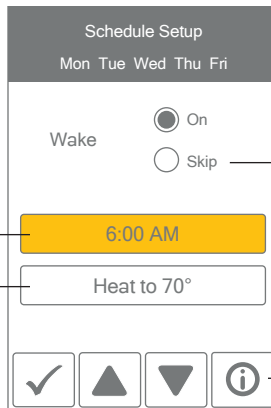 Schedule Setup
Mon Tue Wed Thu Fri
Wake
On
Skip
6:00 AM
Heat to 70°